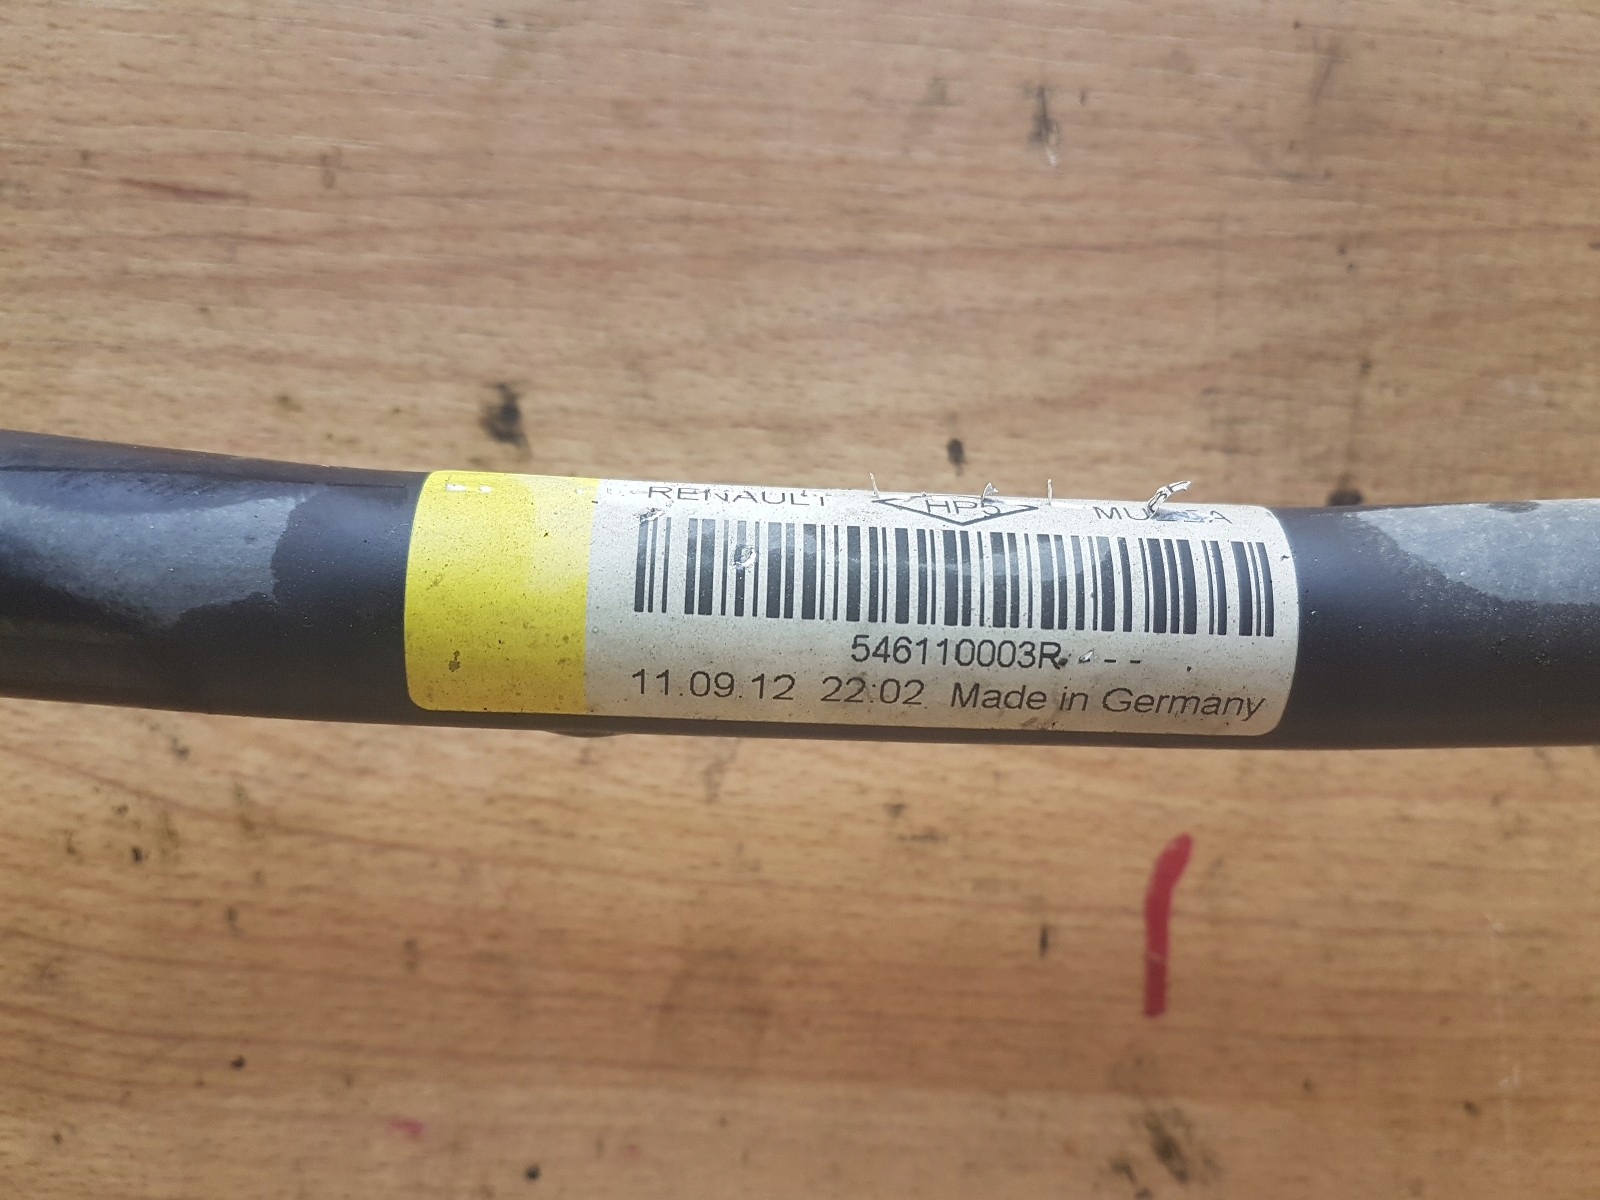 RENAULT HP5
546110003R - - -
11.09.12 22:02 Made in Germany